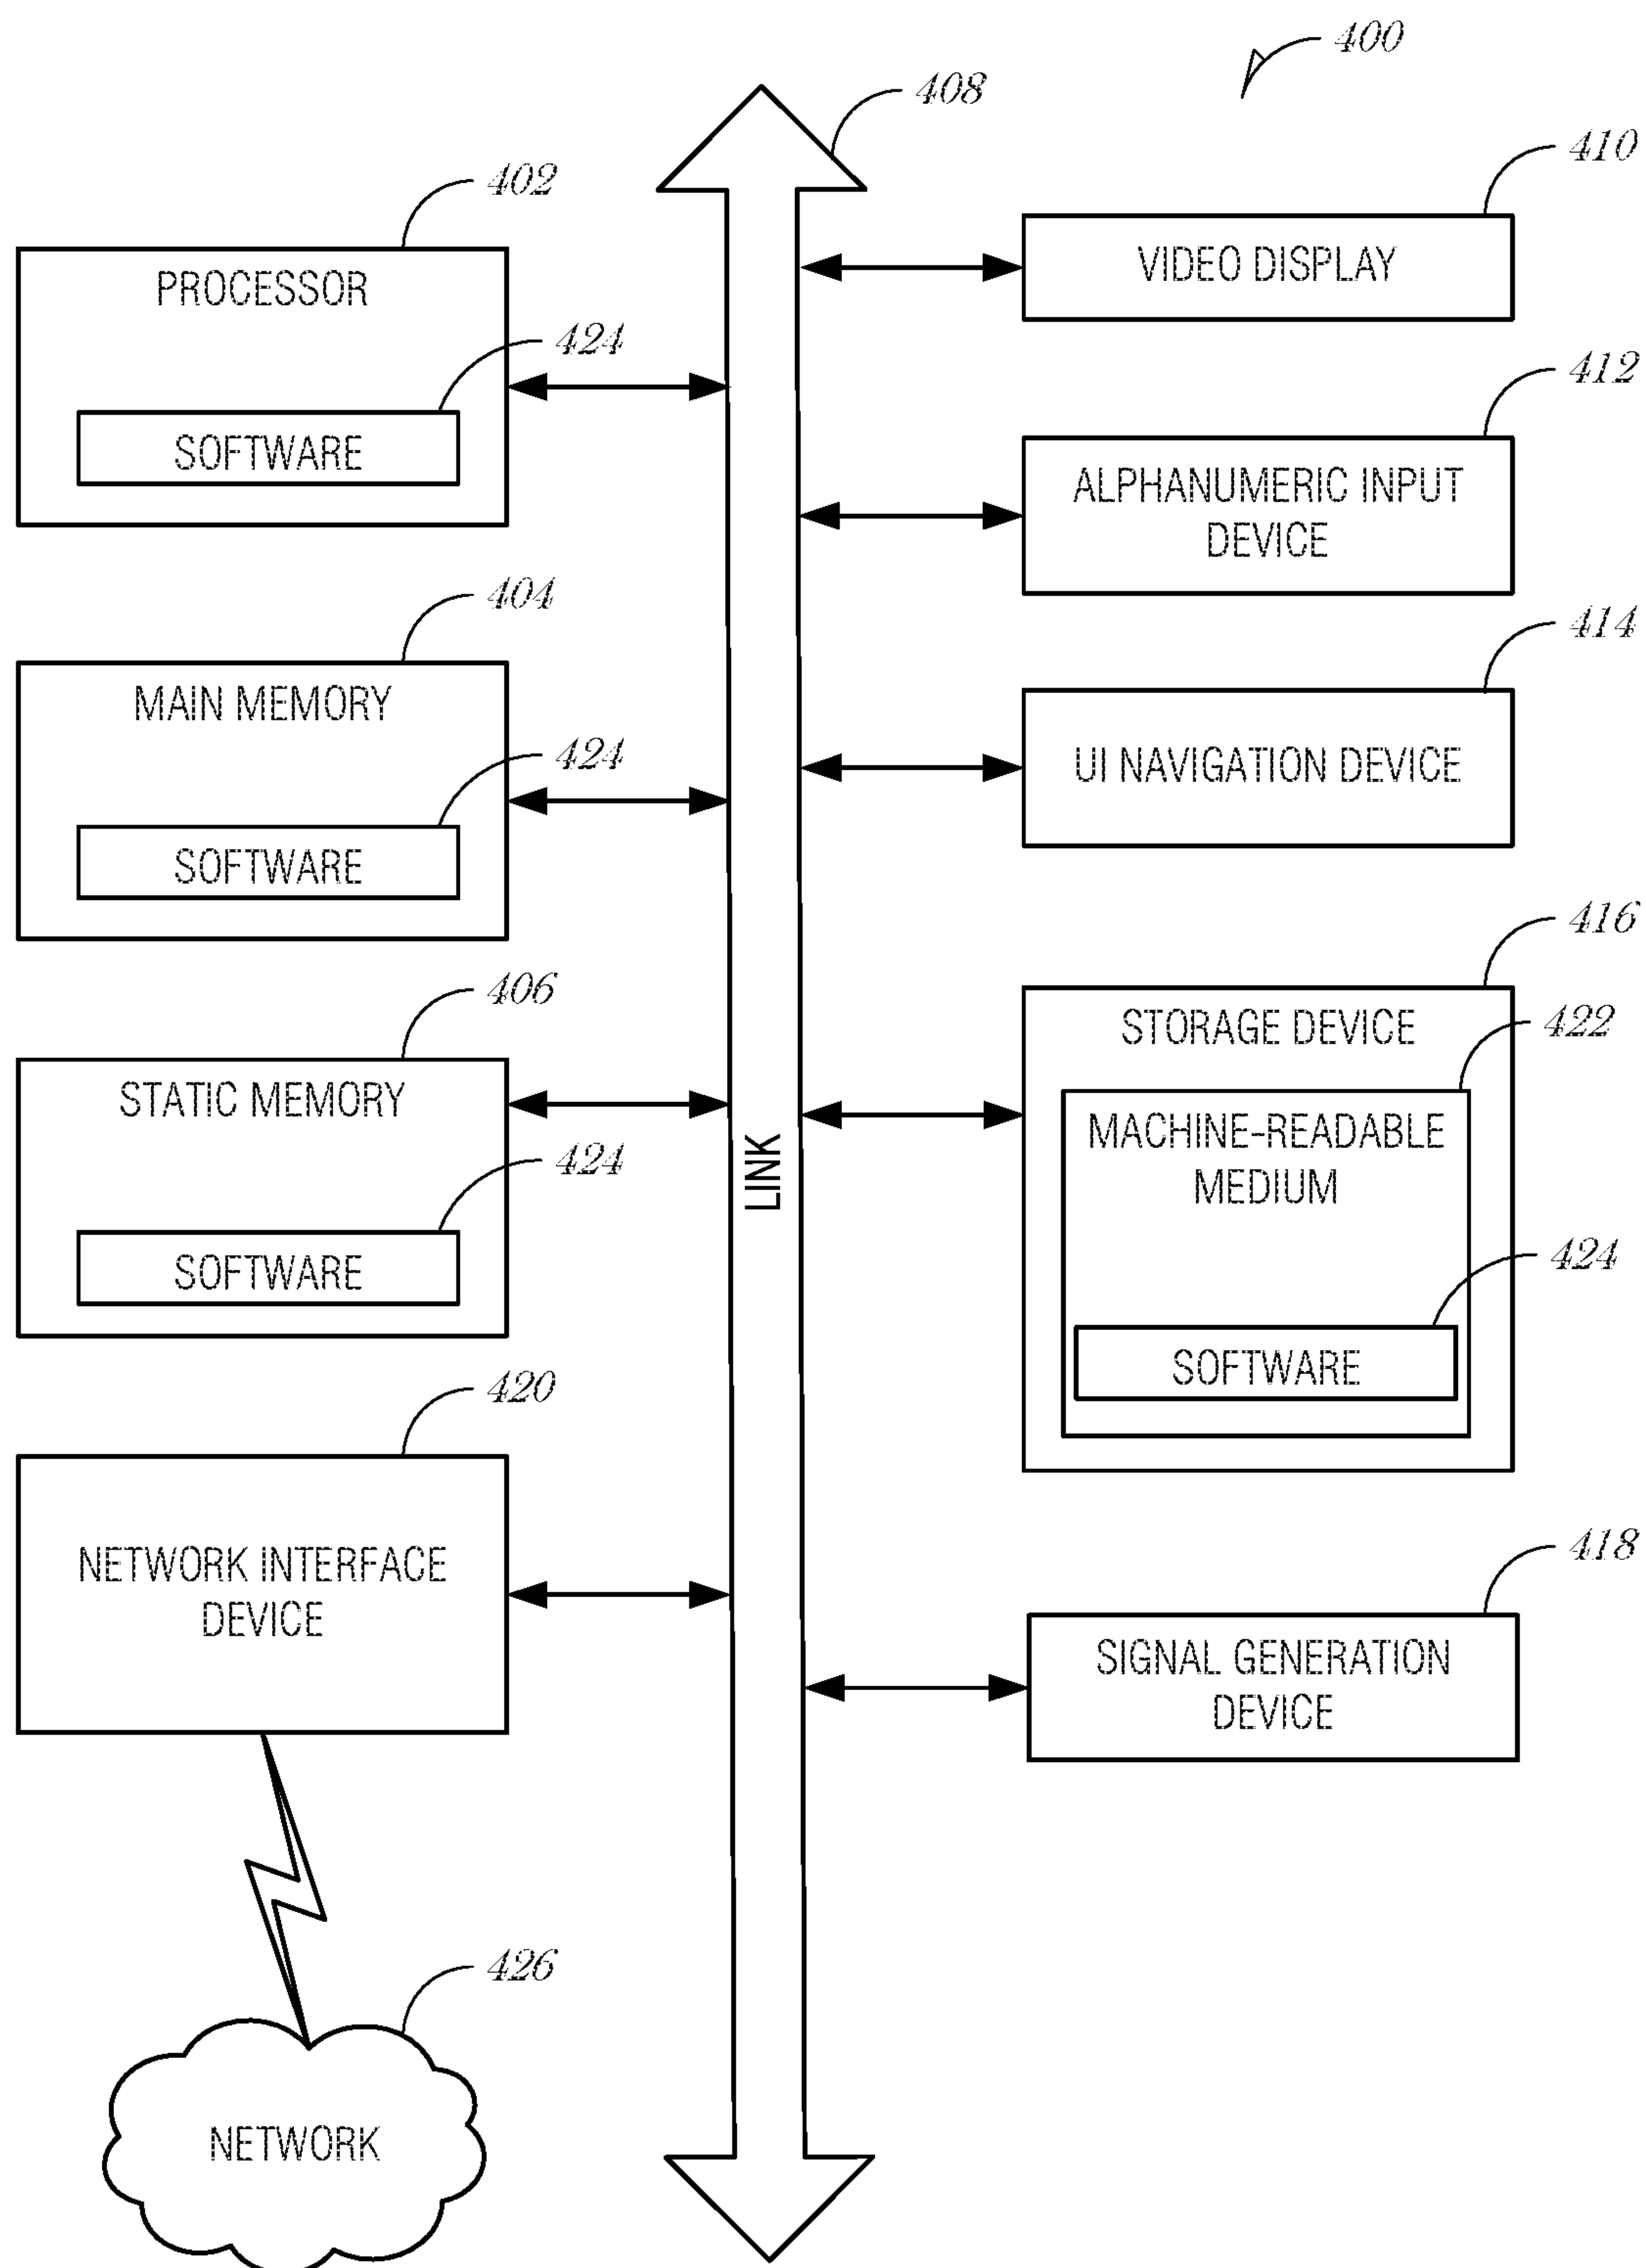 400
408
410
402
VIDEO DISPLAY
PROCESSOR
424
412
SOFTWARE
ALPHANUMERIC INPUT
DEVICE
404
414
MAIN MEMORY
424
UI NAVIGATION DEVICE
SOFTWARE
416
406
STORAGE DEVICE
422
STATIC MEMORY
MACHINE-READABLE
MEDIUM
424
LINK
424
SOFTWARE
SOFTWARE
420
418
NETWORK INTERFACE
DEVICE
SIGNAL GENERATION
DEVICE
426
NETWORK